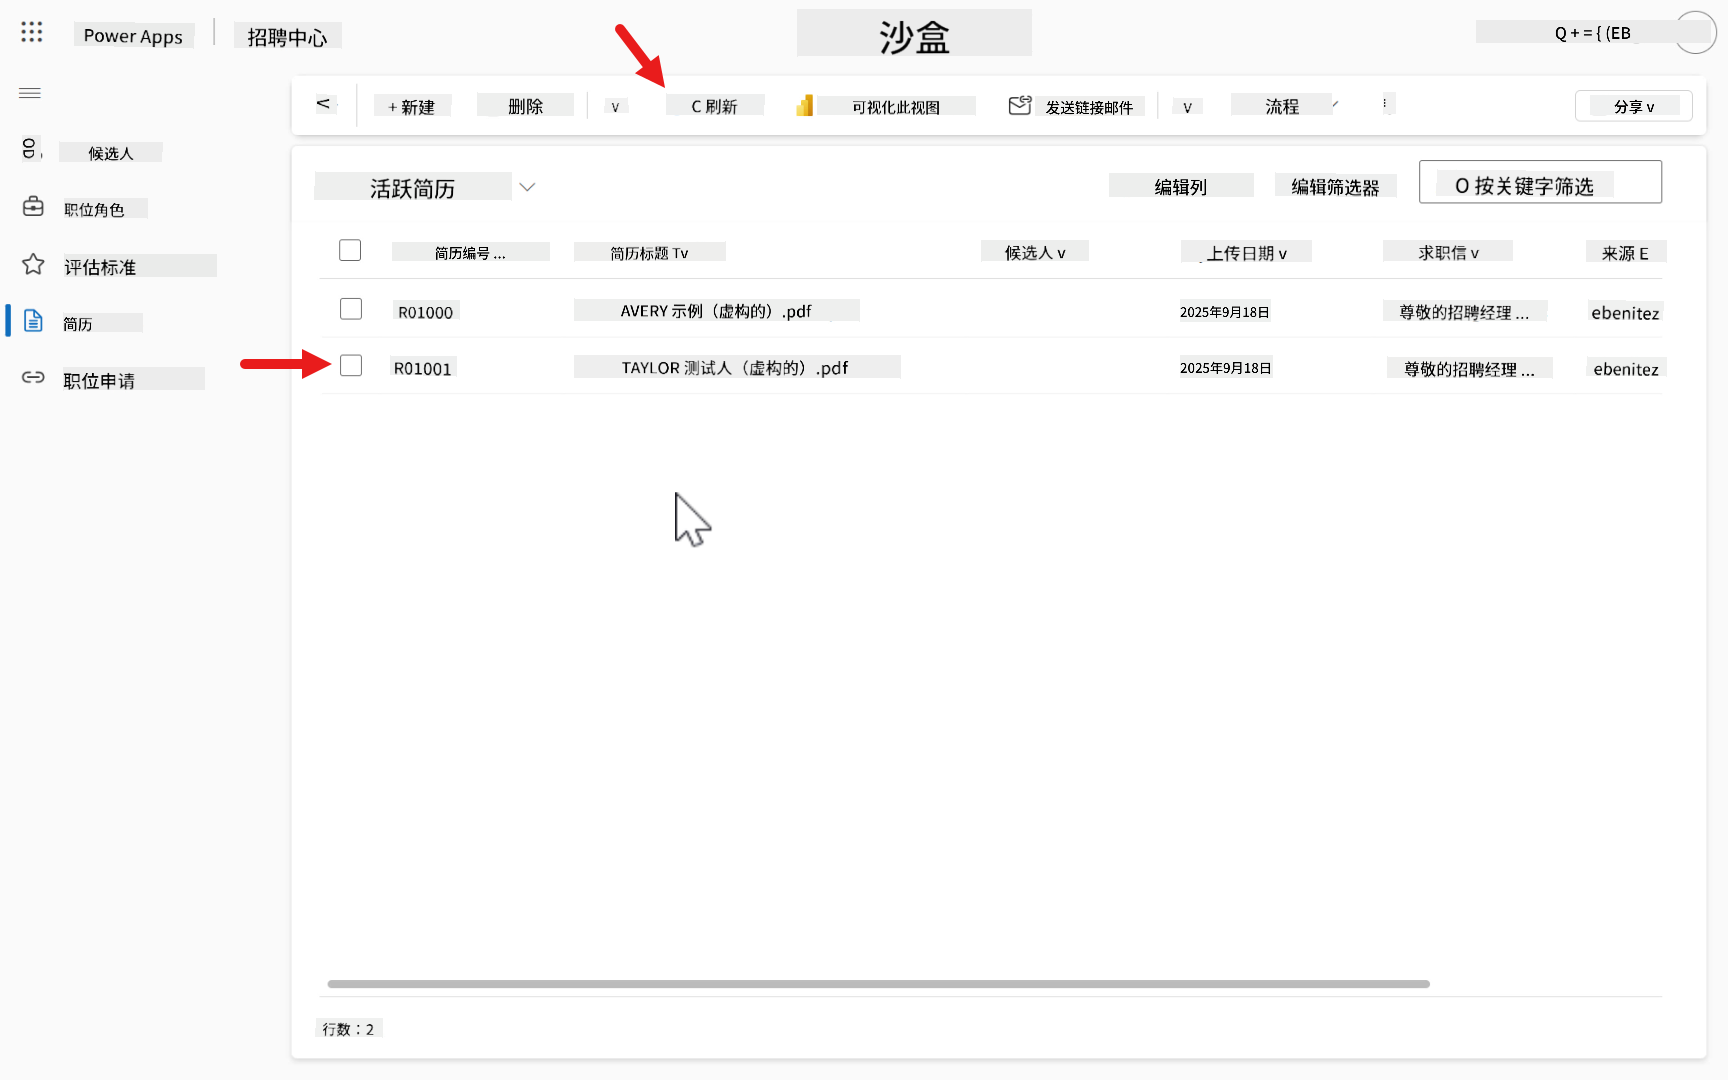 Power Apps
招聘中心
沙盒
Q + = { (EB
< + 新建 删除 v C 刷新 可视化此视图 发送链接邮件 v 流程 分享 v
候选人
职位角色
评估标准
简历
职位申请
活跃简历 编辑列 编辑筛选器 O 按关键字筛选
简历编号 ... 简历标题 Tv 候选人 v 上传日期 v 求职信 v 来源 E
R01000 AVERY 示例（虚构的）.pdf 2025年9月18日 尊敬的招聘经理 ... ebenitez
R01001 TAYLOR 测试人（虚构的）.pdf 2025年9月18日 尊敬的招聘经理 ... ebenitez
行数：2